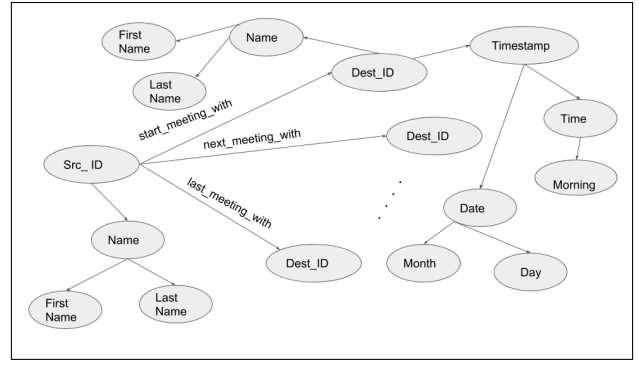 First
Name
Name
Timestamp
Last
Name
Dest_ID
start_meeting_with
Time
next_meeting_with
Dest_ID
Src_ ID
Morning
last_meeting_with
Date
Name
Dest_ID
Month
Day
First
Name
Last
Name